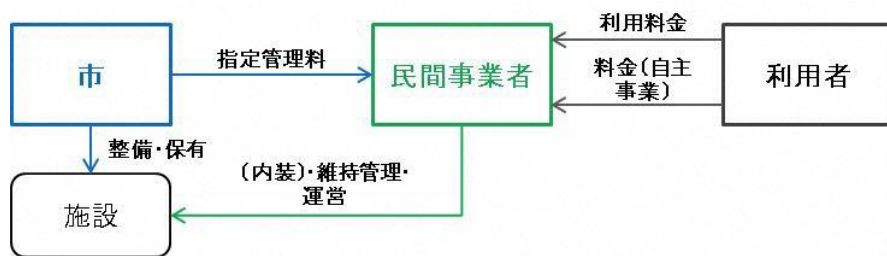 市
指定管理料
民間事業者
利用料金
料金（自主
事業）
利用者
整備・保有
（内装）・維持管理・
運営
施設